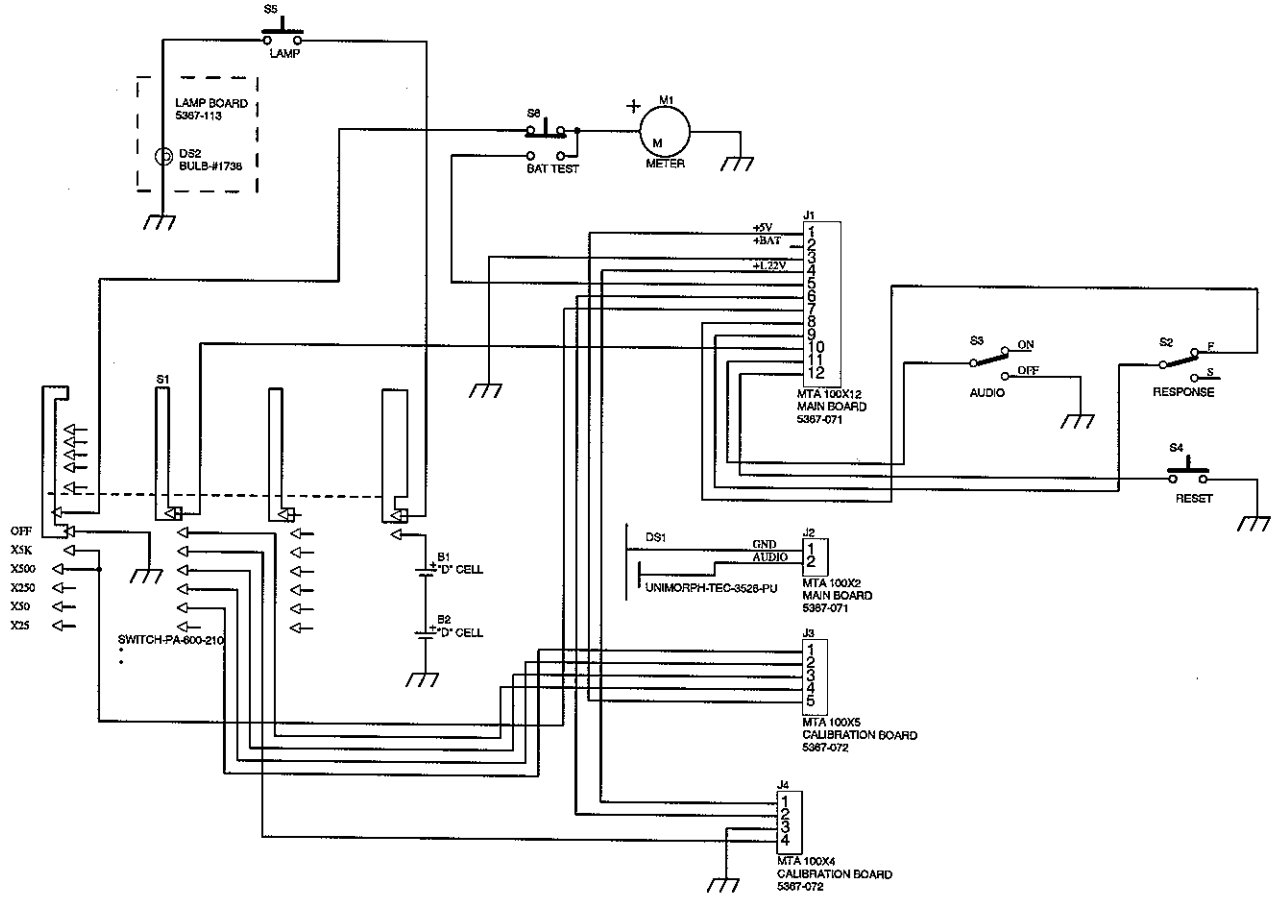 S5
LAMP
LAMP BOARD
5367-113
DS2
BULB-#1738
S6
BAT TEST
+
M1
M
METER
J1
+5V
+BAT
+1.22V
1
2
3
4
5
6
7
8
9
10
11
12
MTA 100X12
MAIN BOARD
5367-071
S3
ON
OFF
AUDIO
S2
F
S
RESPONSE
S4
RESET
S1
OFF
X5K
X500
X250
X50
X25
SWITCH-PA-600-210
+
B1
"D" CELL
+
B2
"D" CELL
DS1
GND
AUDIO
UNIMORPH-TEC-3526-PU
J2
1
2
MTA 100X2
MAIN BOARD
5367-071
J3
1
2
3
4
5
MTA 100X5
CALIBRATION BOARD
5367-072
J4
1
2
3
4
MTA 100X4
CALIBRATION BOARD
5367-072